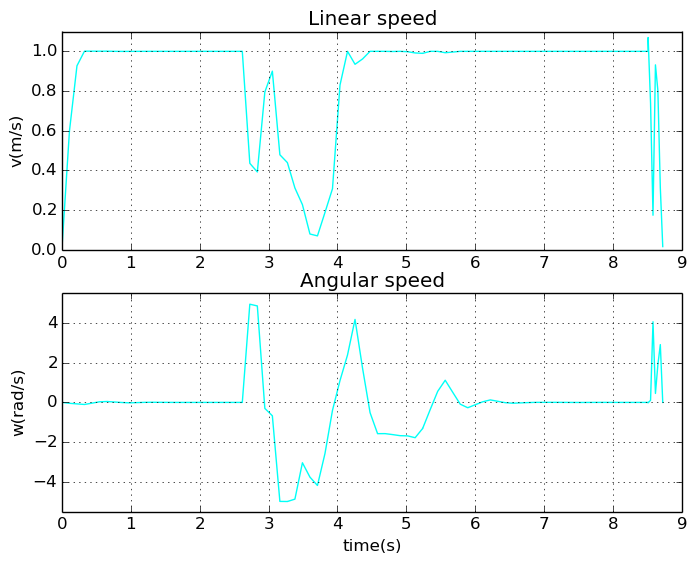 Linear speed
v(m/s)
1.0
0.8
0.6
0.4
0.2
0.0
0 1 2 3 4 5 6 7 8 9
Angular speed
w(rad/s)
4
2
0
−2
−4
0 1 2 3 4 5 6 7 8 9
time(s)